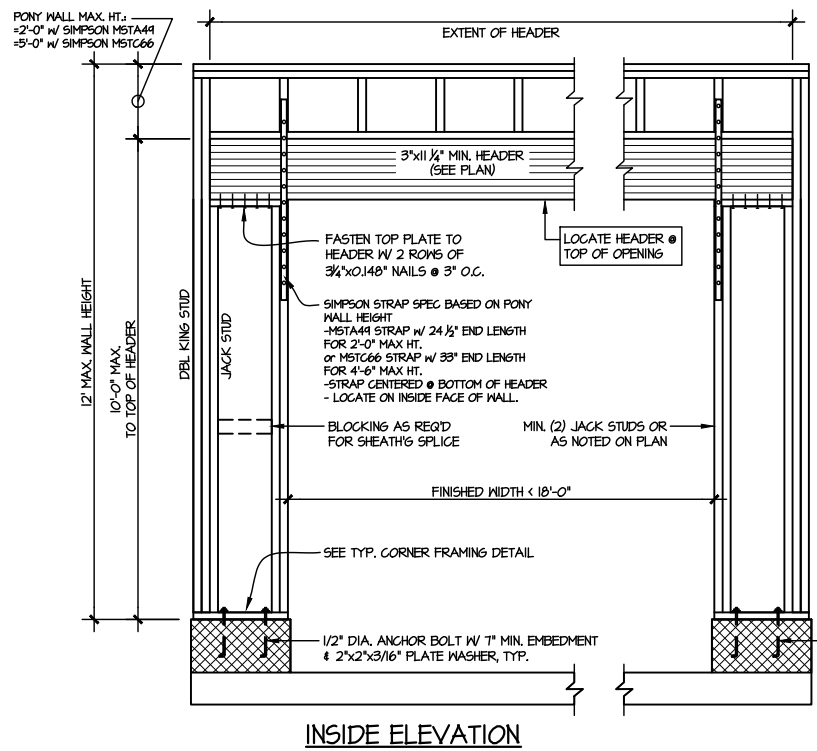 PONY WALL MAX. HT.:
=2'-0" W/ SIMPSON MSTA49
=5'-0" W/ SIMPSON MSTC66
EXTENT OF HEADER
3"x11 1/4" MIN. HEADER
(SEE PLAN)
FASTEN TOP PLATE TO
HEADER W/ 2 ROWS OF
3 1/4"x0.148" NAILS @ 3" O.C.
LOCATE HEADER @
TOP OF OPENING
SIMPSON STRAP SPEC BASED ON PONY
WALL HEIGHT
-MSTA49 STRAP W/ 24 1/2" END LENGTH
FOR 2'-0" MAX HT.
or MSTC66 STRAP W/ 33" END LENGTH
FOR 4'-6" MAX HT.
-STRAP CENTERED @ BOTTOM OF HEADER
- LOCATE ON INSIDE FACE OF WALL.
12' MAX. WALL HEIGHT
10'-0" MAX.
TO TOP OF HEADER
DBL KING STUD
JACK STUD
BLOCKING AS REQ'D
FOR SHEATH'G SPLICE
MIN. (2) JACK STUDS OR
AS NOTED ON PLAN
FINISHED WIDTH < 18'-0"
SEE TYP. CORNER FRAMING DETAIL
1/2" DIA. ANCHOR BOLT W/ 7" MIN. EMBEDMENT
& 2"x2"x3/16" PLATE WASHER, TYP.
INSIDE ELEVATION